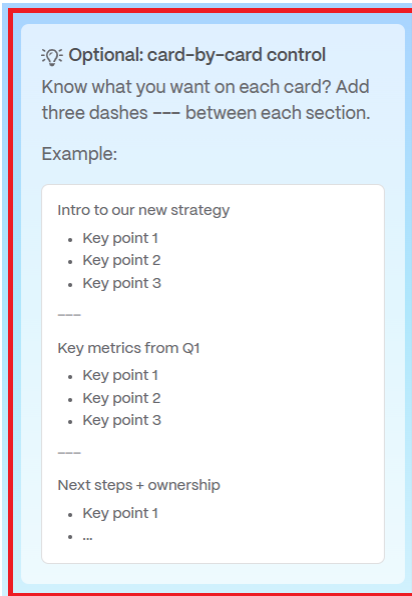 Optional: card-by-card control
Know what you want on each card? Add
three dashes --- between each section.
Example:
Intro to our new strategy
• Key point 1
• Key point 2
• Key point 3
---
Key metrics from Q1
• Key point 1
• Key point 2
• Key point 3
---
Next steps + ownership
• Key point 1
• ...